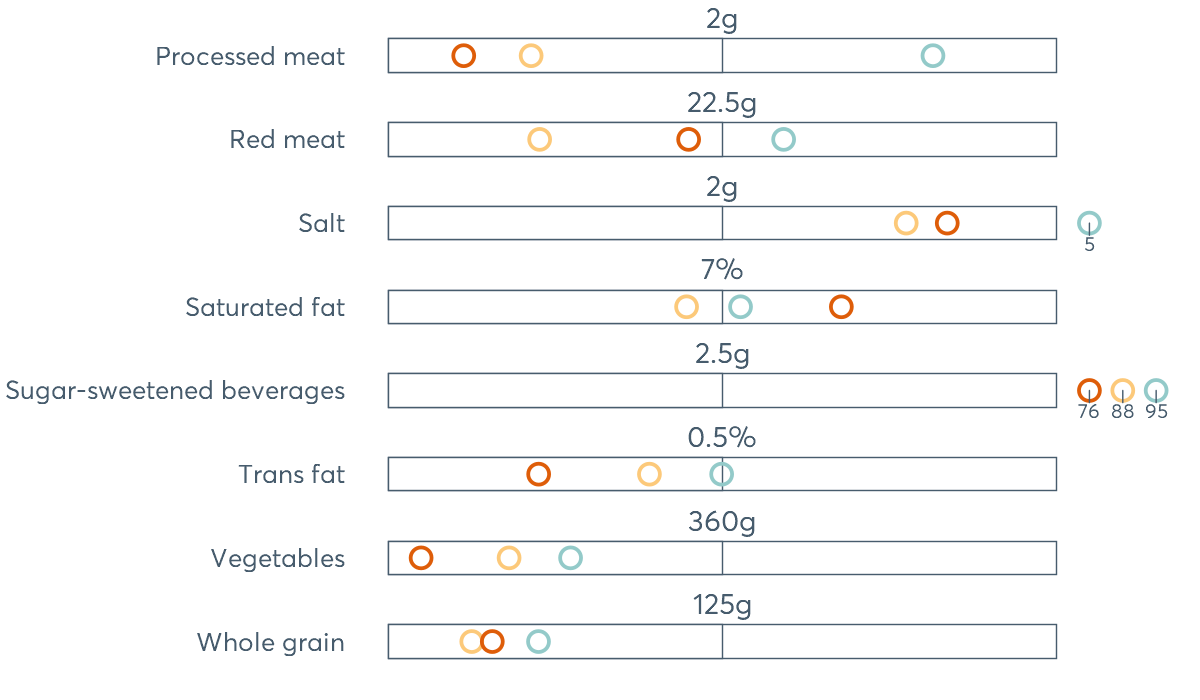 2g
Processed meat
22.5g
Red meat
2g
Salt
5
7%
Saturated fat
2.5g
Sugar-sweetened beverages
76 88 95
0.5%
Trans fat
360g
Vegetables
125g
Whole grain